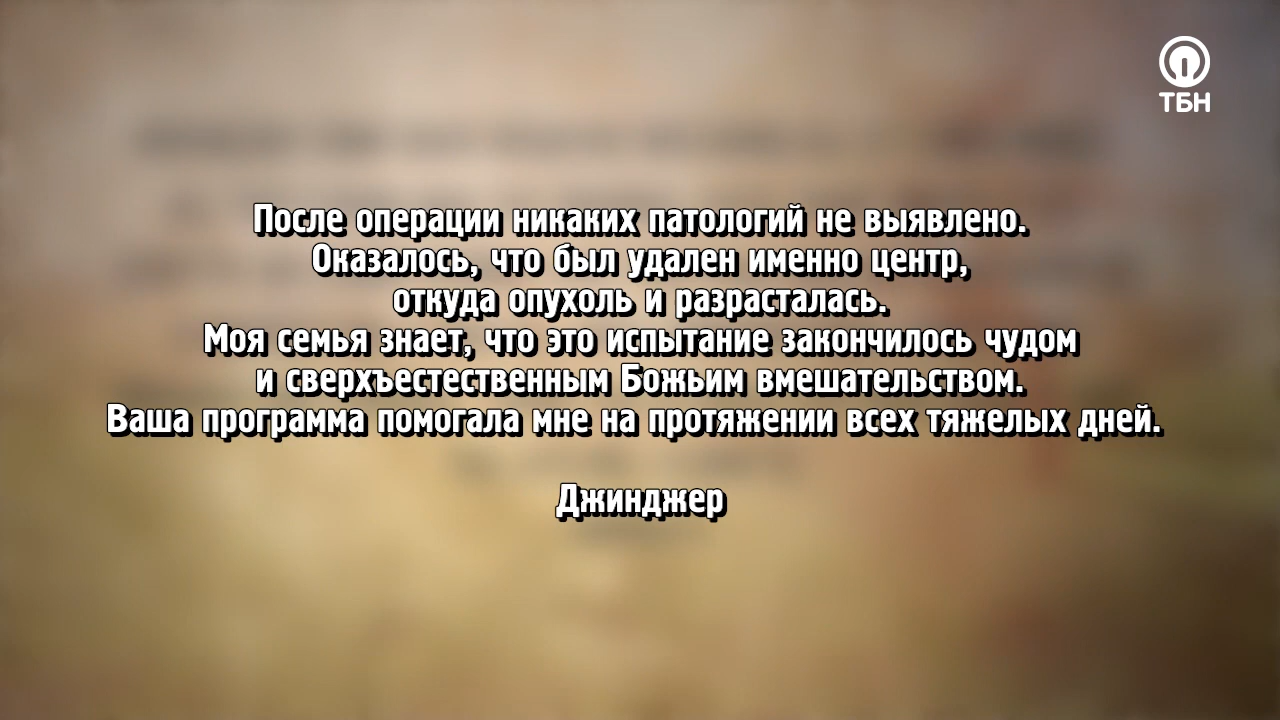 ТБН
После операции никаких патологий не выявлено.
Оказалось, что был удален именно центр,
откуда опухоль и разрасталась.
Моя семья знает, что это испытание закончилось чудом
и сверхъестественным Божьим вмешательством.
Ваша программа помогала мне на протяжении всех тяжелых дней.
Джинджер